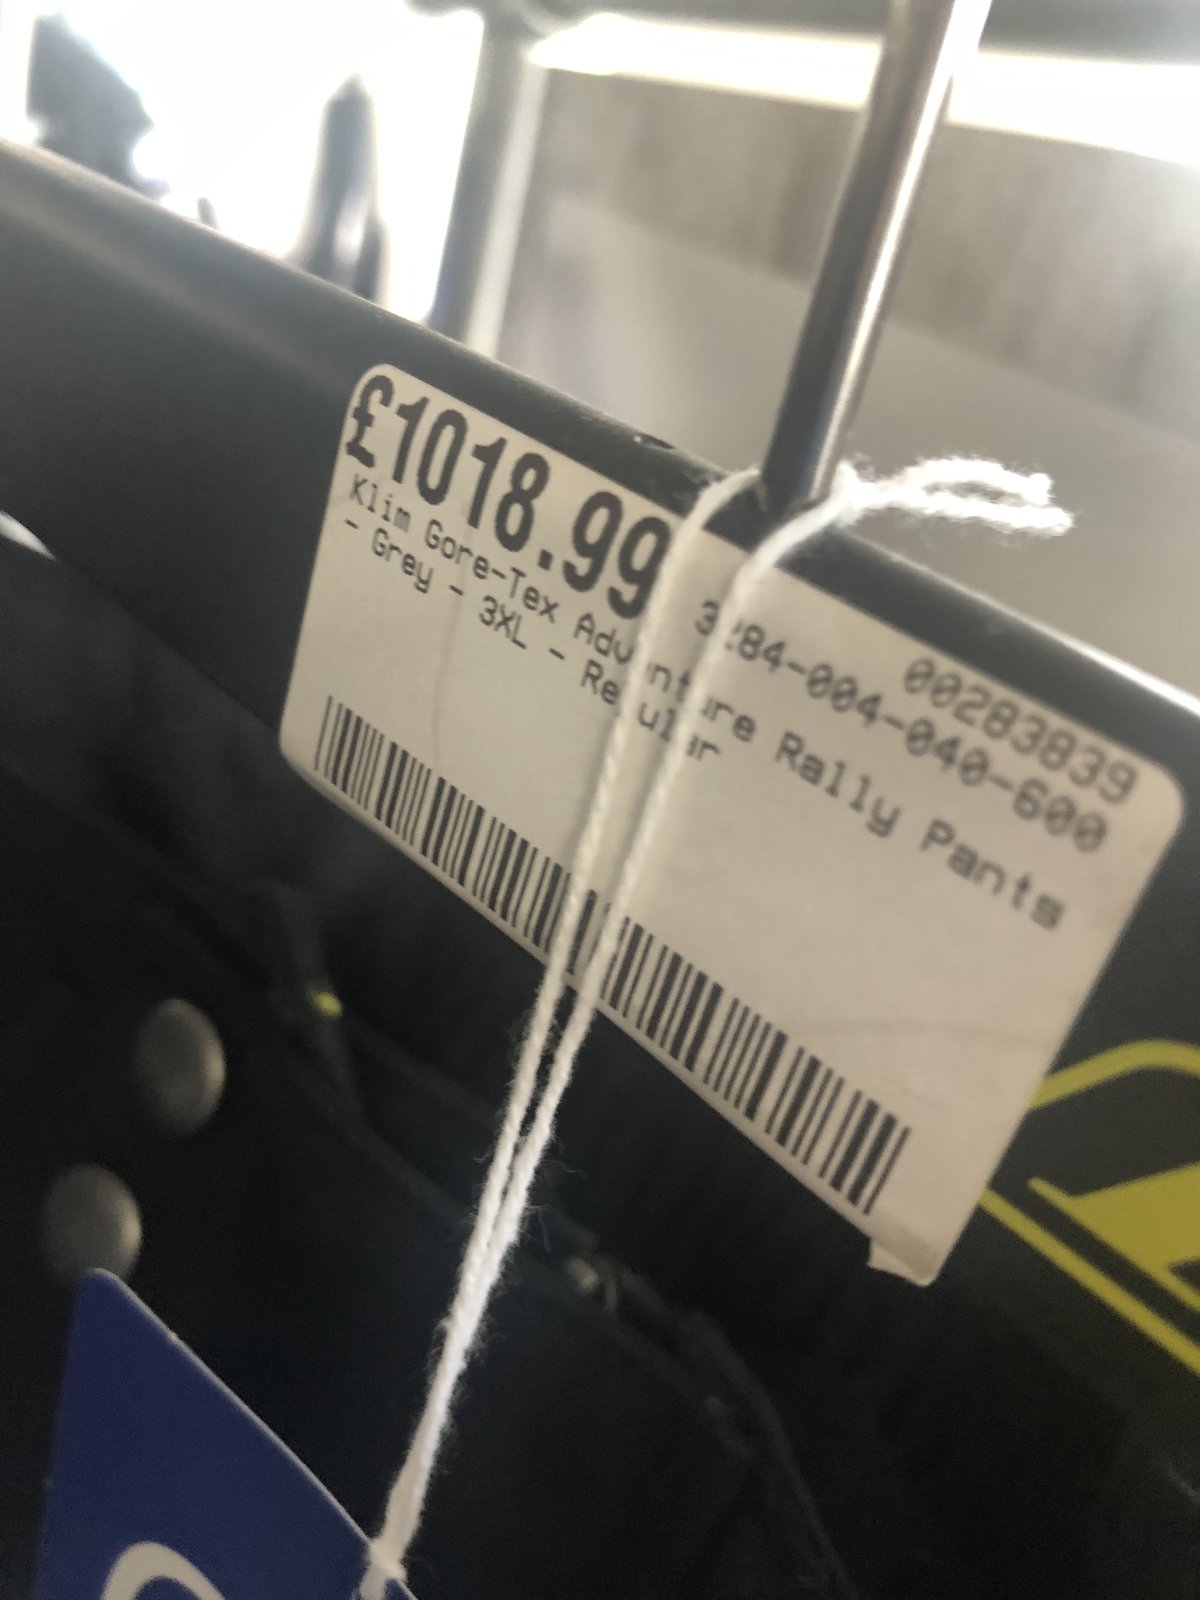 £1018.99
00283839
3284-004-040-600
Klim Gore-Tex Adventure Rally Pants
- Grey - 3XL - Regular